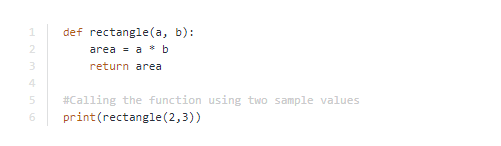 1 def rectangle(a, b):
2     area = a * b
3     return area
4
5 #Calling the function using two sample values
6 print(rectangle(2,3))